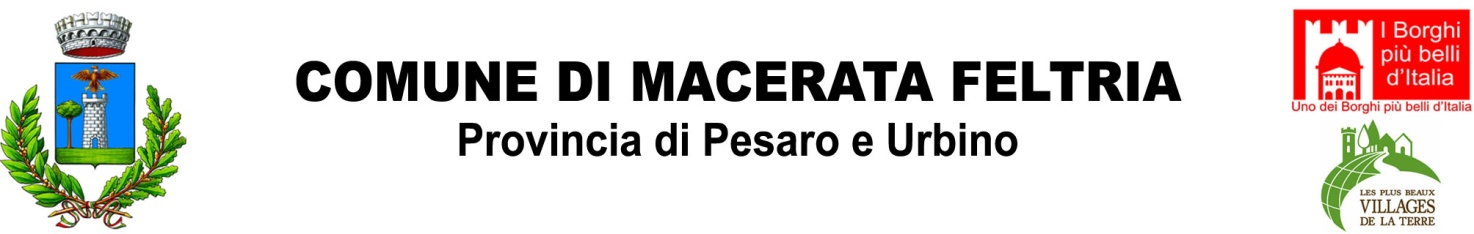 COMUNE DI MACERATA FELTRIA
Provincia di Pesaro e Urbino
I Borghi
più belli
d'Italia
Uno dei Borghi più belli d'Italia
LES PLUS BEAUX
VILLAGES
DE LA TERRE